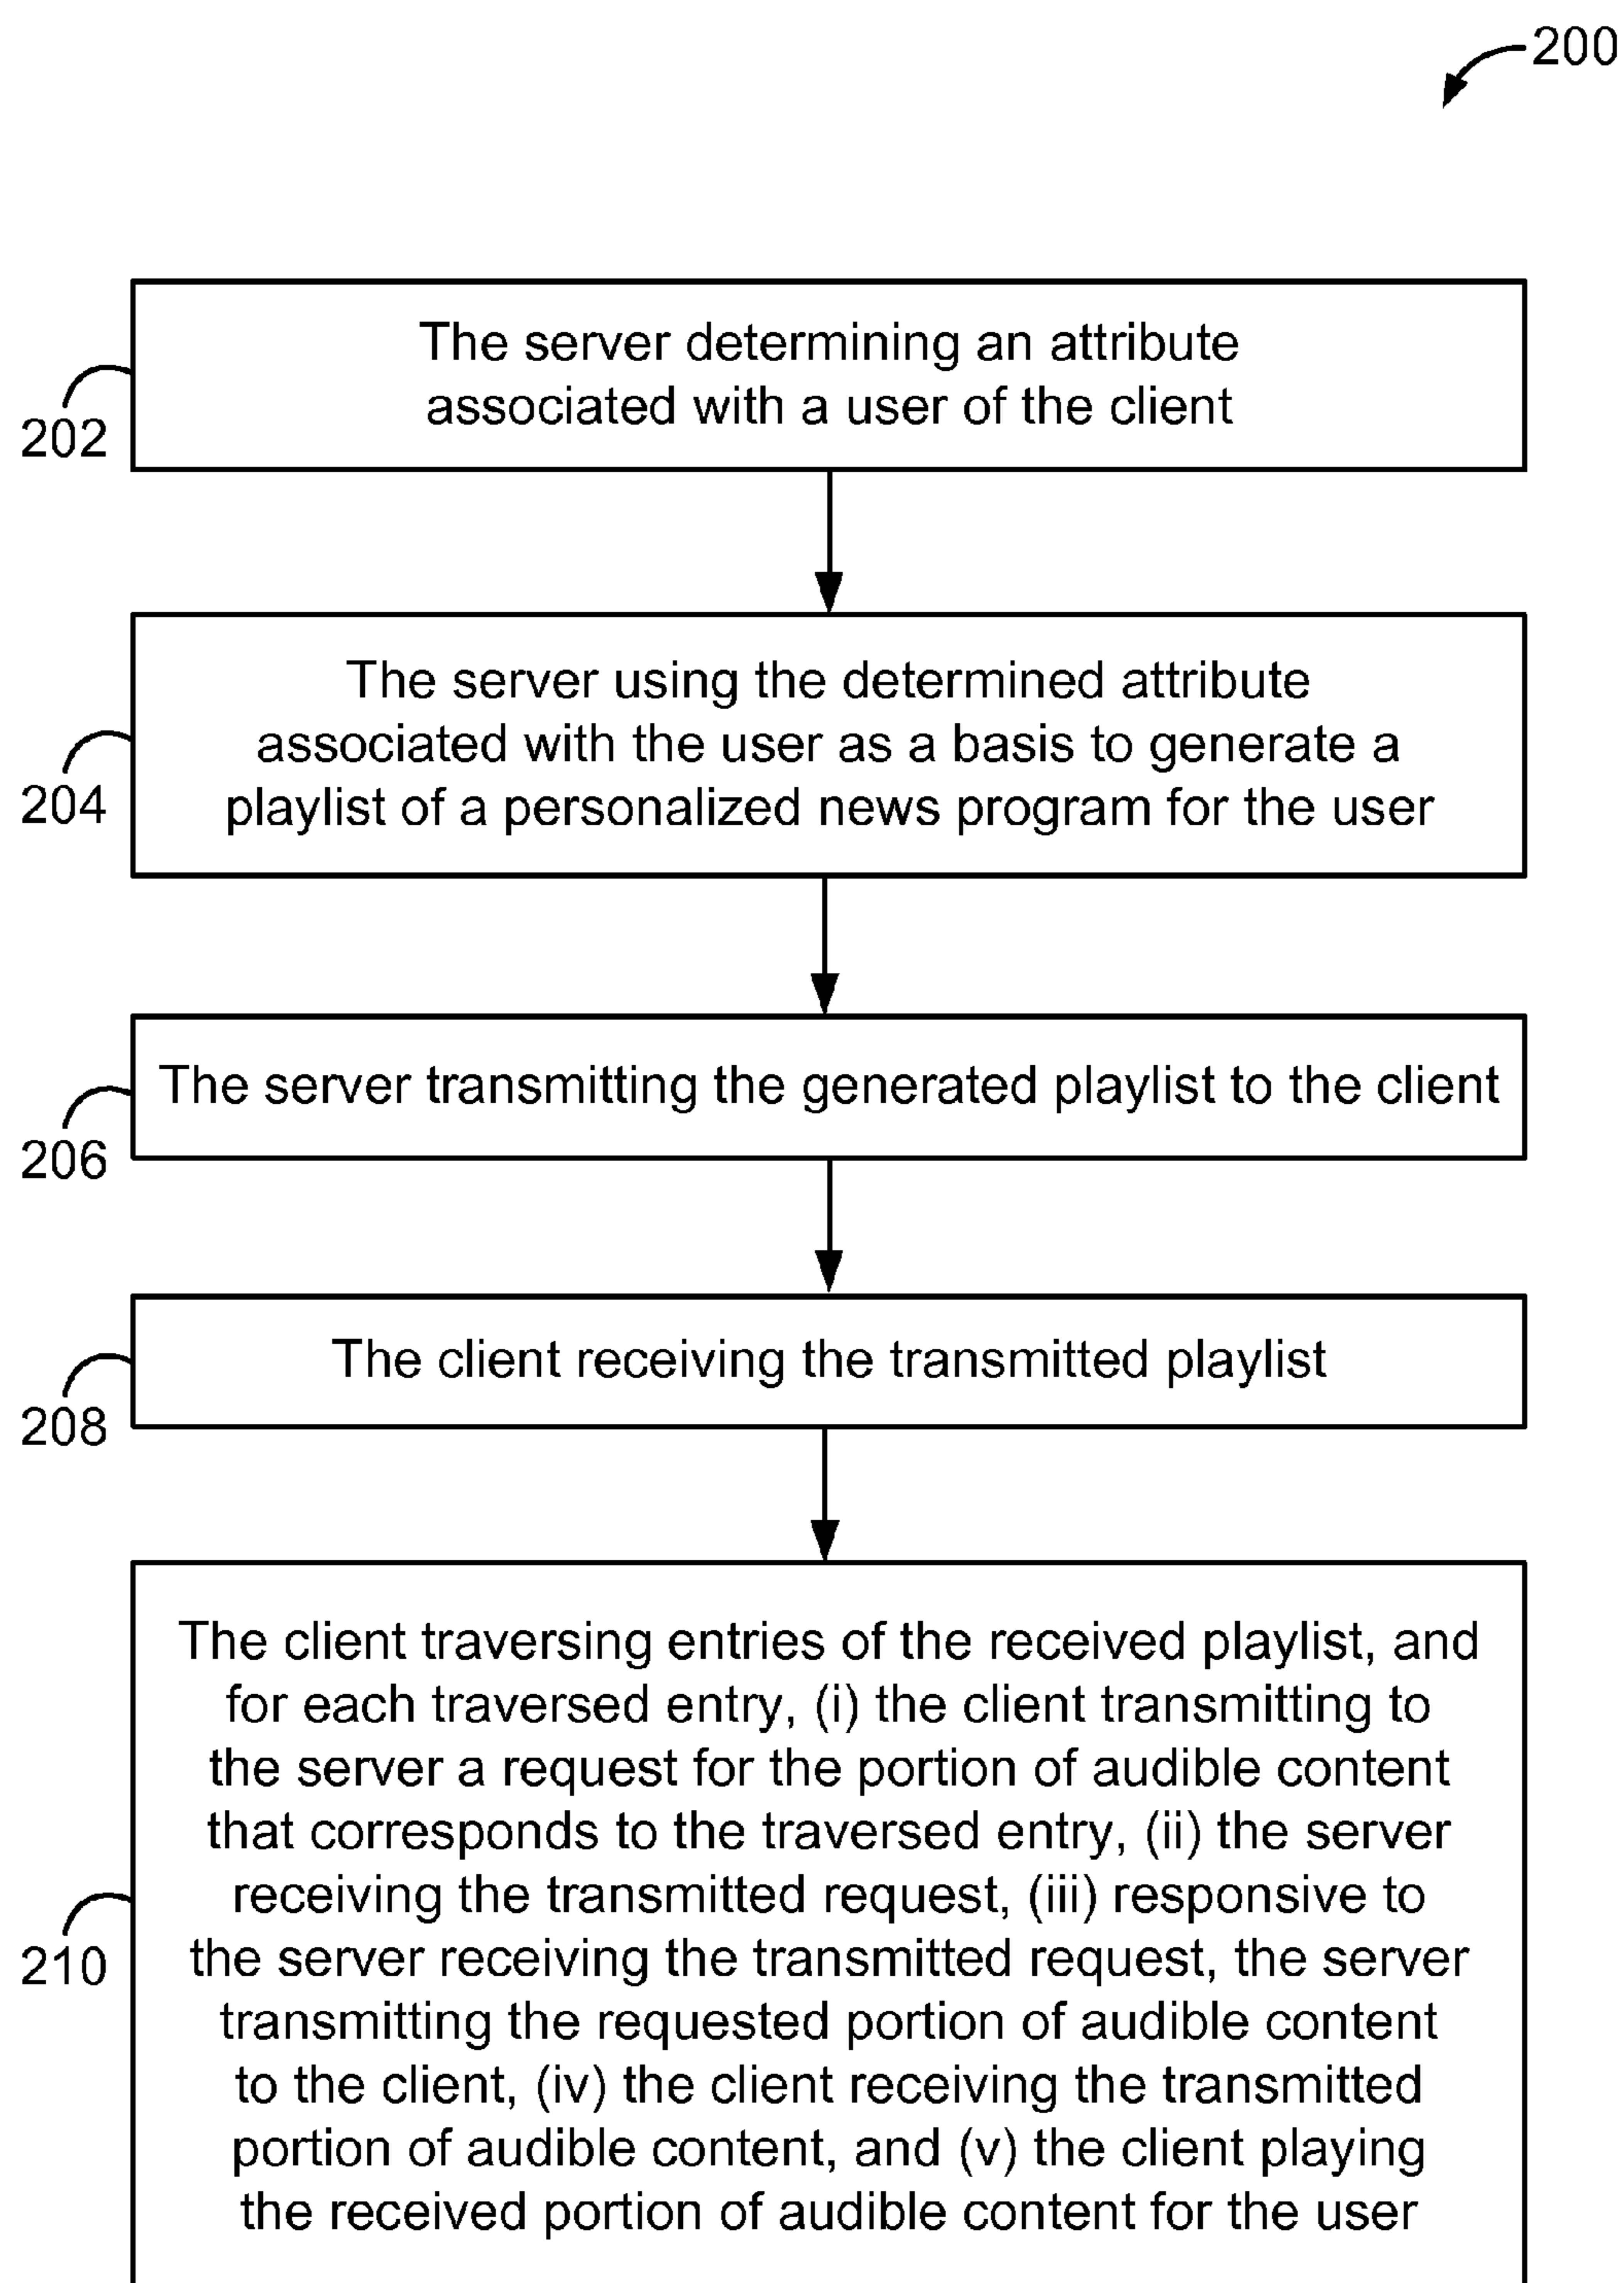 200
The server determining an attribute
associated with a user of the client
202
The server using the determined attribute
associated with the user as a basis to generate a
playlist of a personalized news program for the user
204
The server transmitting the generated playlist to the client
206
The client receiving the transmitted playlist
208
The client traversing entries of the received playlist, and
for each traversed entry, (i) the client transmitting to
the server a request for the portion of audible content
that corresponds to the traversed entry, (ii) the server
receiving the transmitted request, (iii) responsive to
the server receiving the transmitted request, the server
transmitting the requested portion of audible content
to the client, (iv) the client receiving the transmitted
portion of audible content, and (v) the client playing
the received portion of audible content for the user
210